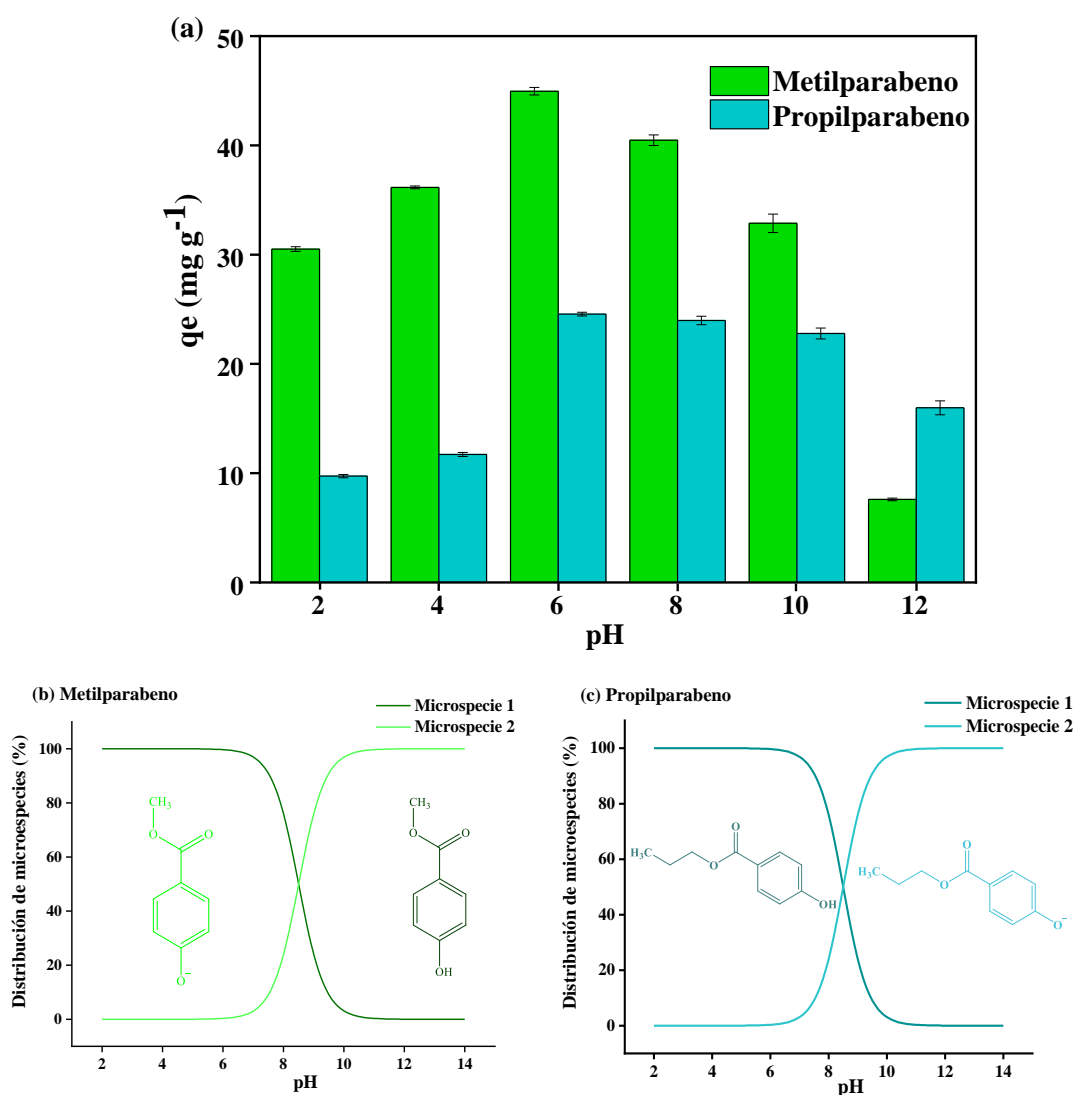 (a)
50
40
30
20
10
0
qe (mg g⁻¹)
Metilparabeno
Propilparabeno
2 4 6 8 10 12
pH
(b) Metilparabeno
Microspecie 1
Microspecie 2
Distribución de microespecies (%)
100
80
60
40
20
0
CH₃
O
O
O⁻
CH₃
O
O
OH
2 4 6 8 10 12 14
pH
(c) Propilparabeno
Microspecie 1
Microspecie 2
Distribución de microespecies (%)
100
80
60
40
20
0
O
H₃C
O
OH
O
H₃C
O
O⁻
2 4 6 8 10 12 14
pH